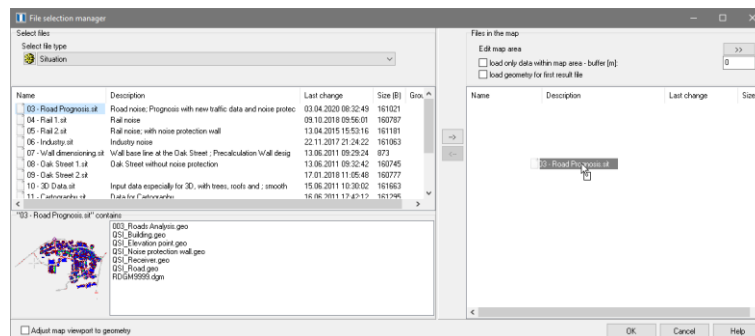 File selection manager
Select files
Select file type
Situation
Name Description Last change Size (B) Grou
03 - Road Prognosis.sit Road noise; Prognosis with new traffic data and noise protec 03.04.2020 08:32:49 161021
04 - Rail 1.sit Rail noise 09.10.2018 09:56:01 160787
05 - Rail 2.sit Rail noise; with noise protection wall 13.04.2015 15:53:16 161181
06 - Industry.sit Industry noise 22.11.2017 21:24:22 161063
07 - Wall dimensioning.sit Wall base line at the Oak Street ; Precalculation Wall desig 13.06.2011 09:29:24 873
08 - Oak Street 1.sit Oak Street without noise protection 13.06.2011 09:32:42 160745
09 - Oak Street 2.sit 17.01.2018 11:05:48 160777
10 - 3D Data.sit Input data especially for 3D, with trees, roofs and ; smooth 15.06.2011 10:30:02 161663
11 - Cartography.sit Data for Cartography 16.06.2011 17:42:12 161295
"03 - Road Prognosis.sit" contains
003_Roads Analysis.geo
QSI_Building.geo
QSI_Elevation point.geo
QSI_Noise protection wall.geo
QSI_Receiver.geo
QSI_Road.geo
RDGM9999.dgm
Adjust map viewport to geometry
Files in the map
Edit map area >>
load only data within map area - buffer [m]: 0
load geometry for first result file
Name Description Last change Size
03 - Road Prognosis.sit
OK Cancel Help